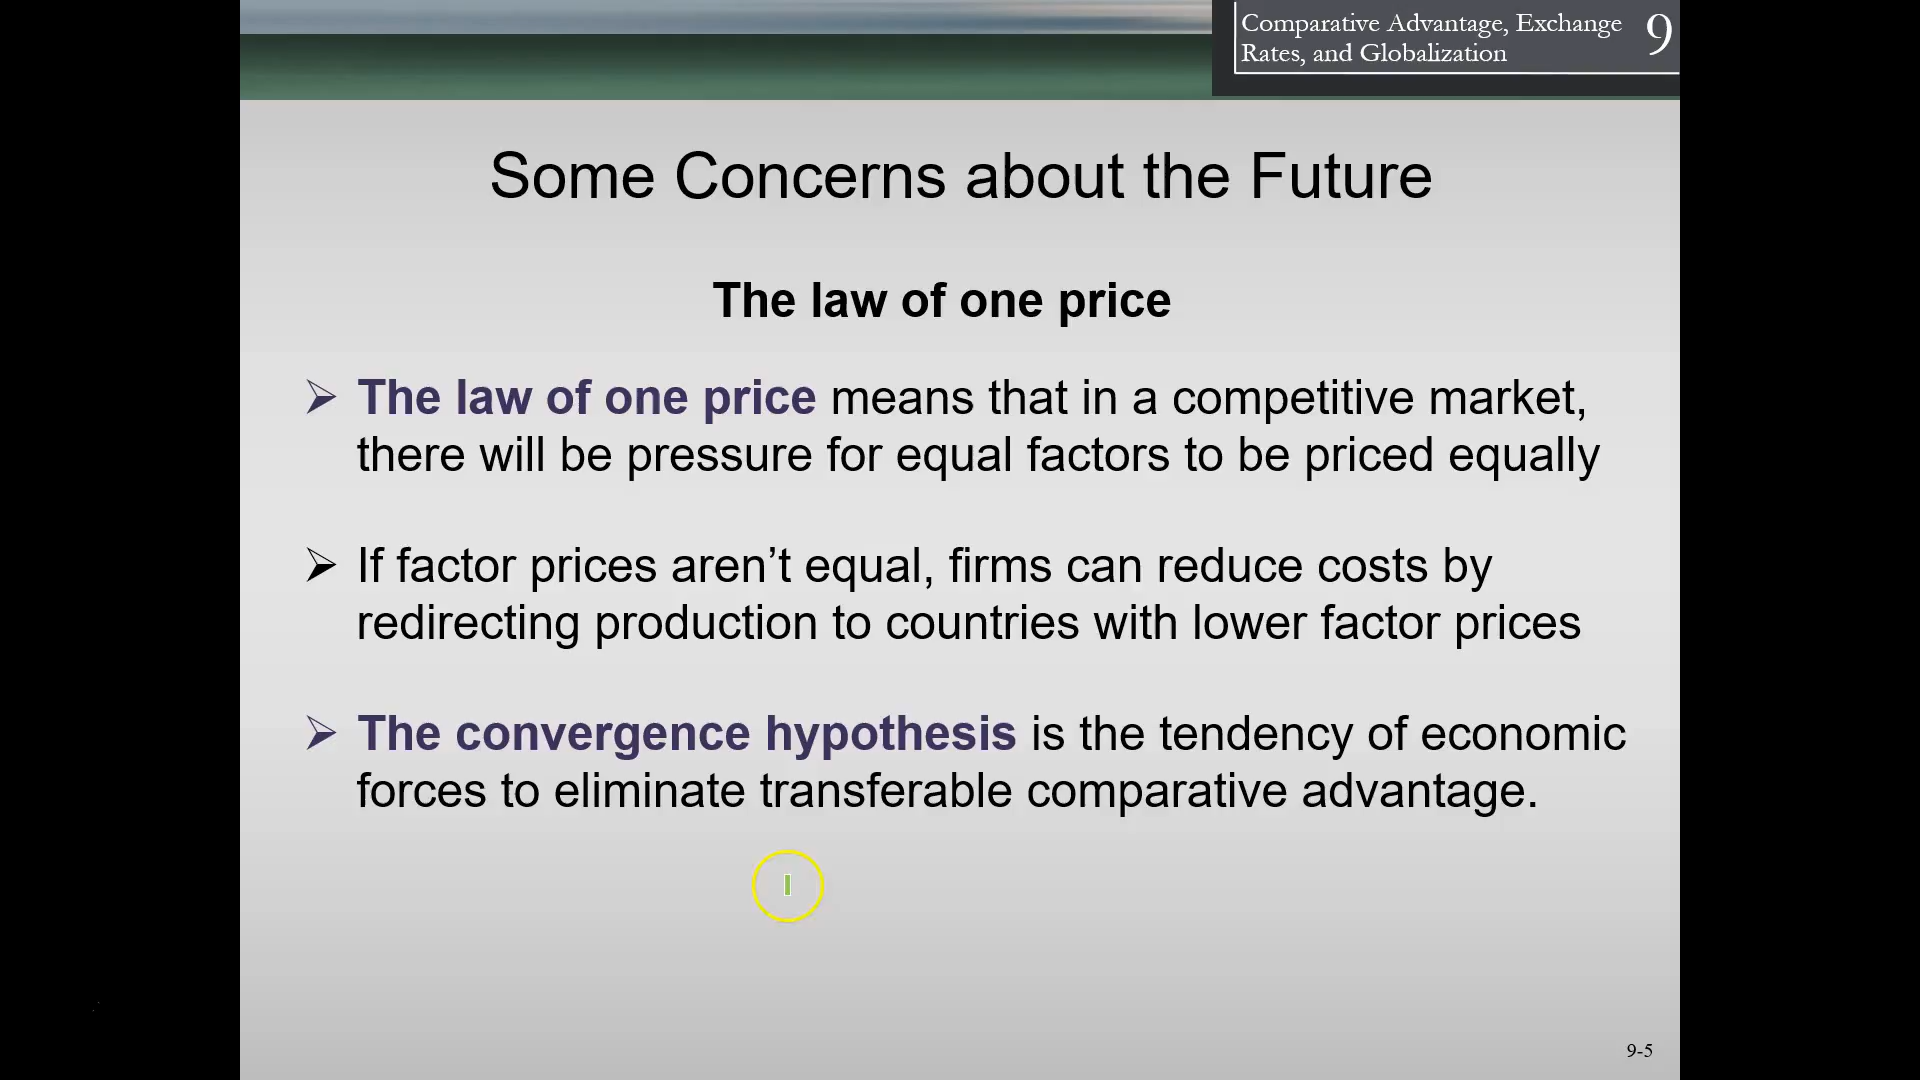 Comparative Advantage, Exchange
Rates, and Globalization
9
Some Concerns about the Future
The law of one price
➢ The law of one price means that in a competitive market,
there will be pressure for equal factors to be priced equally
➢ If factor prices aren’t equal, firms can reduce costs by
redirecting production to countries with lower factor prices
➢ The convergence hypothesis is the tendency of economic
forces to eliminate transferable comparative advantage.
9-5